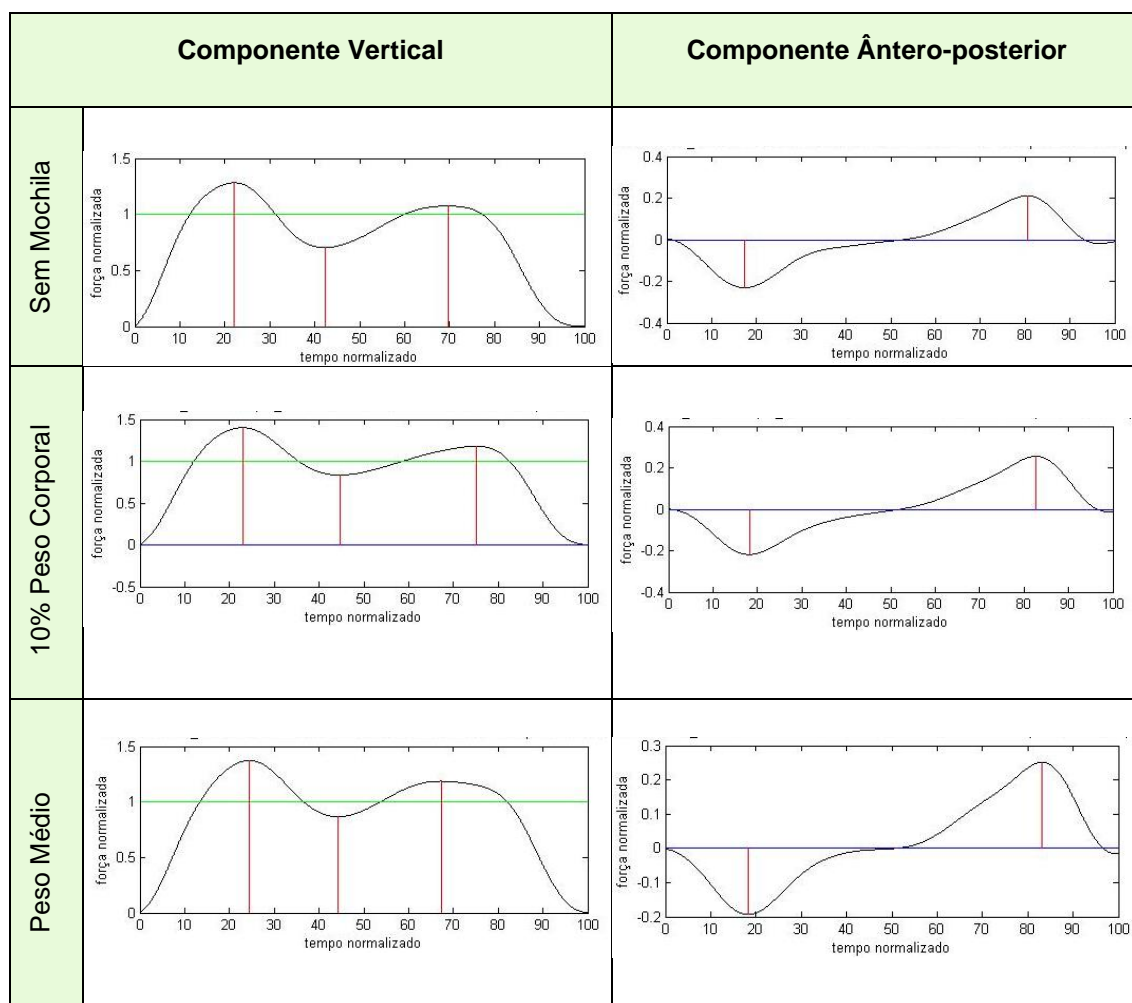 Componente Vertical
Componente Ântero-posterior
Sem Mochila
1.5
1
0.5
0
força normalizada
0 10 20 30 40 50 60 70 80 90 100
tempo normalizado
0.4
0.2
0
-0.2
-0.4
força normalizada
0 10 20 30 40 50 60 70 80 90 100
tempo normalizado
10% Peso Corporal
1.5
1
0.5
0
-0.5
força normalizada
0 10 20 30 40 50 60 70 80 90 100
tempo normalizado
0.4
0.2
0
-0.2
-0.4
força normalizada
0 10 20 30 40 50 60 70 80 90 100
tempo normalizado
Peso Médio
1.5
1
0.5
0
força normalizada
0 10 20 30 40 50 60 70 80 90 100
tempo normalizado
0.3
0.2
0.1
0
-0.1
-0.2
força normalizada
0 10 20 30 40 50 60 70 80 90 100
tempo normalizado